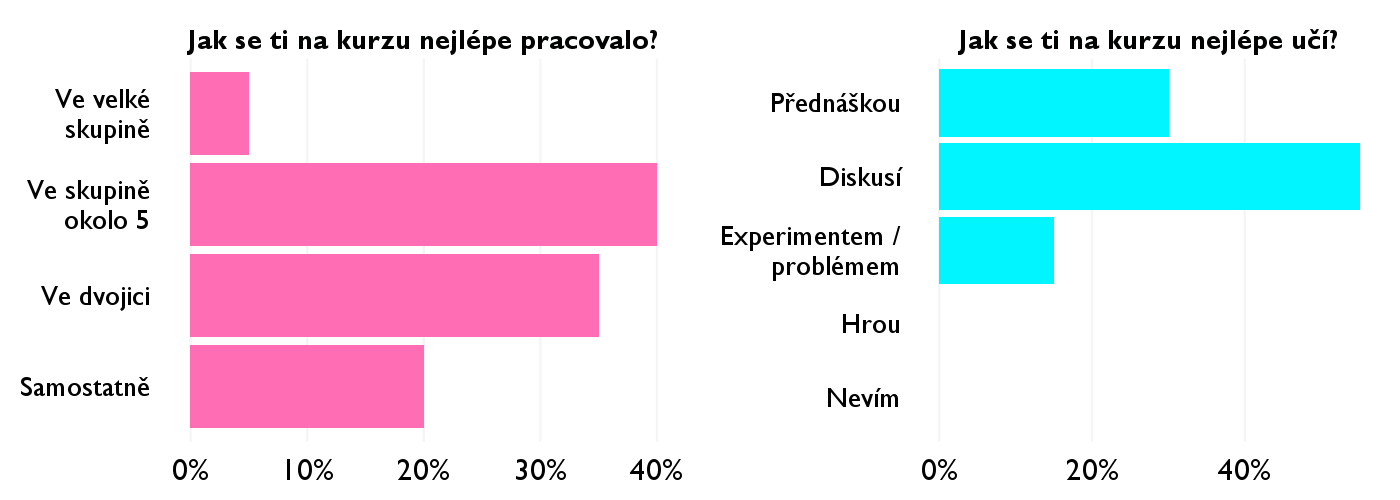 Jak se ti na kurzu nejlépe pracovalo?
Ve velké
skupině
Ve skupině
okolo 5
Ve dvojici
Samostatně
0% 10% 20% 30% 40%
Jak se ti na kurzu nejlépe učí?
Přednáškou
Diskusí
Experimentem /
problémem
Hrou
Nevím
0% 20% 40%